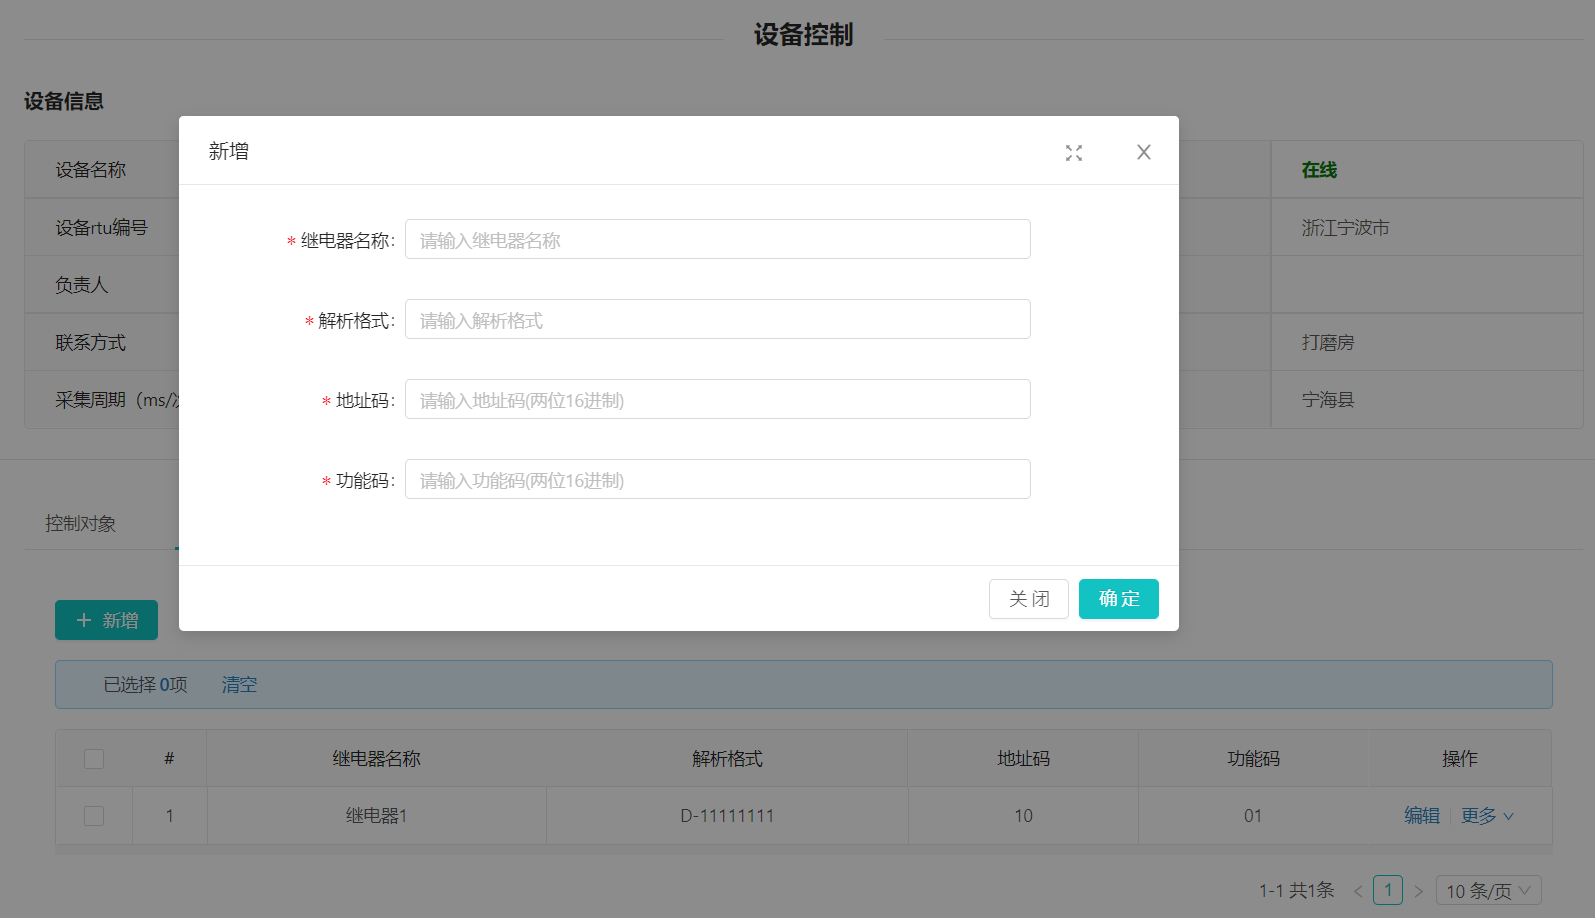 设备控制
设备信息
设备名称
在线
设备rtu编号
浙江宁波市
负责人
联系方式
打磨房
采集周期（ms/
宁海县
新增
* 继电器名称: 请输入继电器名称
* 解析格式: 请输入解析格式
* 地址码: 请输入地址码(两位16进制)
* 功能码: 请输入功能码(两位16进制)
关 闭 确 定
控制对象
+ 新增
已选择 0项 清空
# 继电器名称 解析格式 地址码 功能码 操作
1 继电器1 D-11111111 10 01 编辑 更多
1-1 共1条 < 1 > 10 条/页